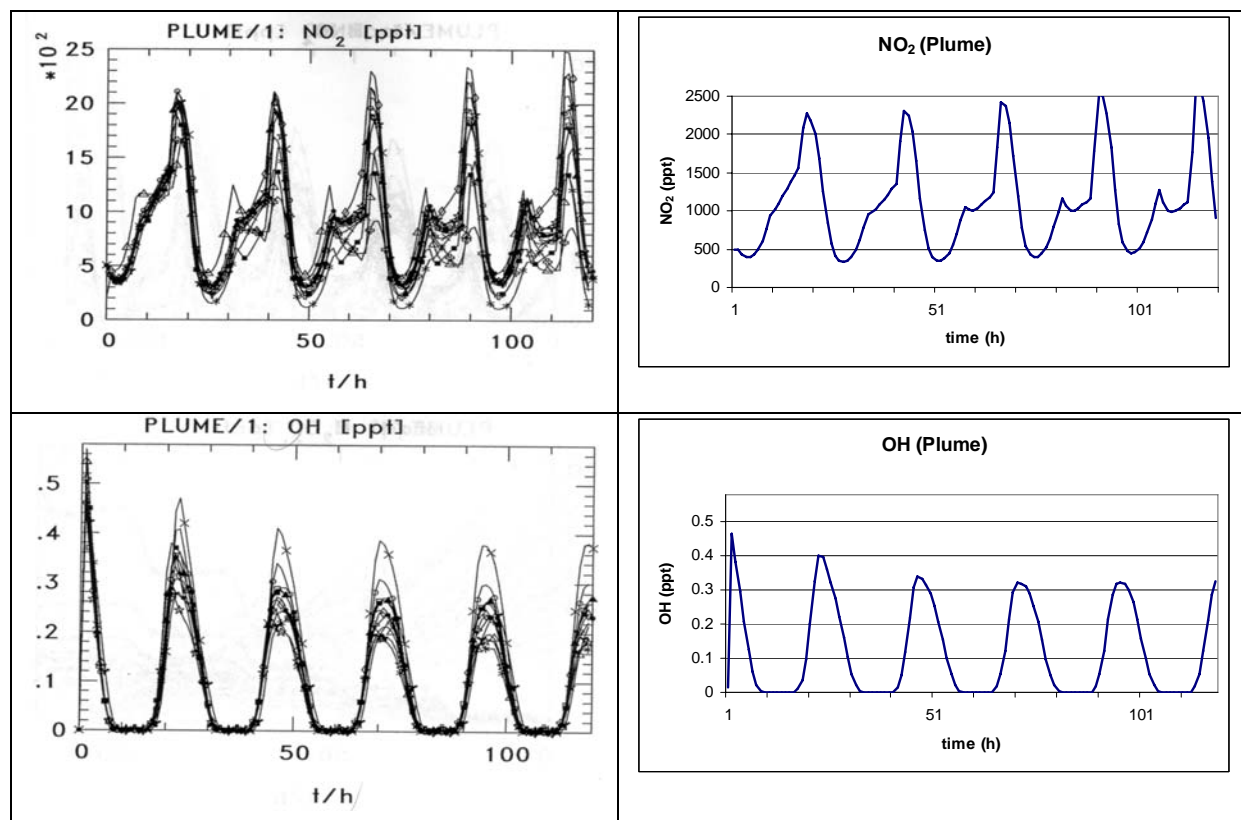 PLUME/1: NO₂ [ppt]
*10²
25
20
15
10
5
0
0 50 100
t/h
NO₂ (Plume)
NO₂ (ppt)
2500
2000
1500
1000
500
0
1 51 101
time (h)
PLUME/1: OH [ppt]
.5
.4
.3
.2
.1
0
0 50 100
t/h
OH (Plume)
OH (ppt)
0.5
0.4
0.3
0.2
0.1
0
1 51 101
time (h)